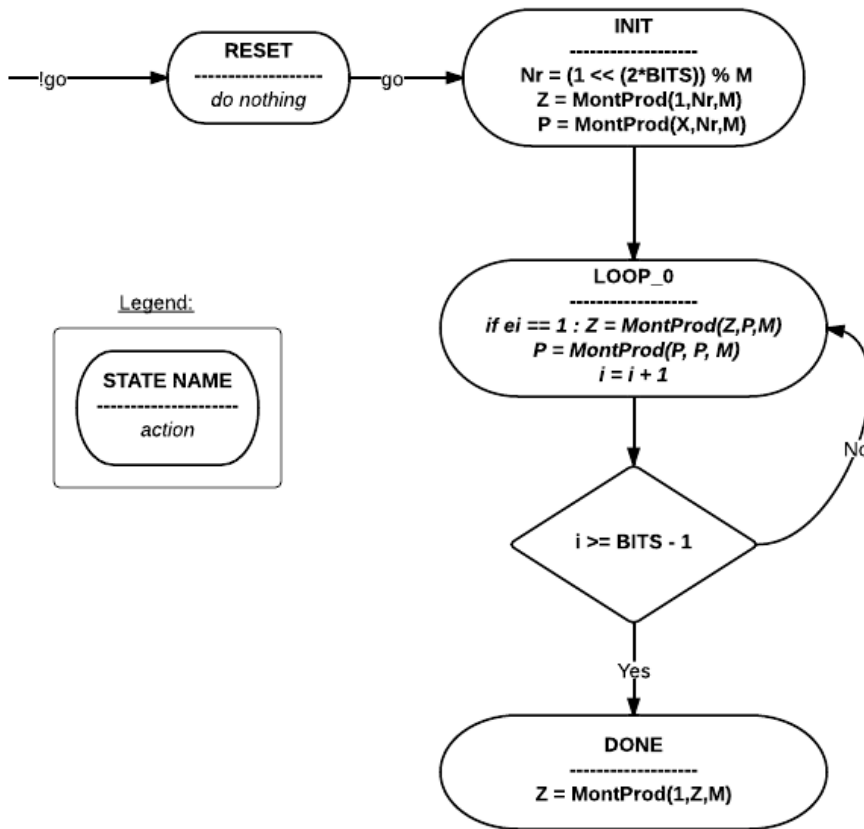 !go
RESET
-------------------
do nothing
go
INIT
-------------------
Nr = (1 << (2*BITS)) % M
Z = MontProd(1,Nr,M)
P = MontProd(X,Nr,M)
LOOP_0
-------------------
if ei == 1 : Z = MontProd(Z,P,M)
P = MontProd(P, P, M)
i = i + 1
No
i >= BITS - 1
Yes
DONE
-------------------
Z = MontProd(1,Z,M)
Legend:
STATE NAME
---------------------
action